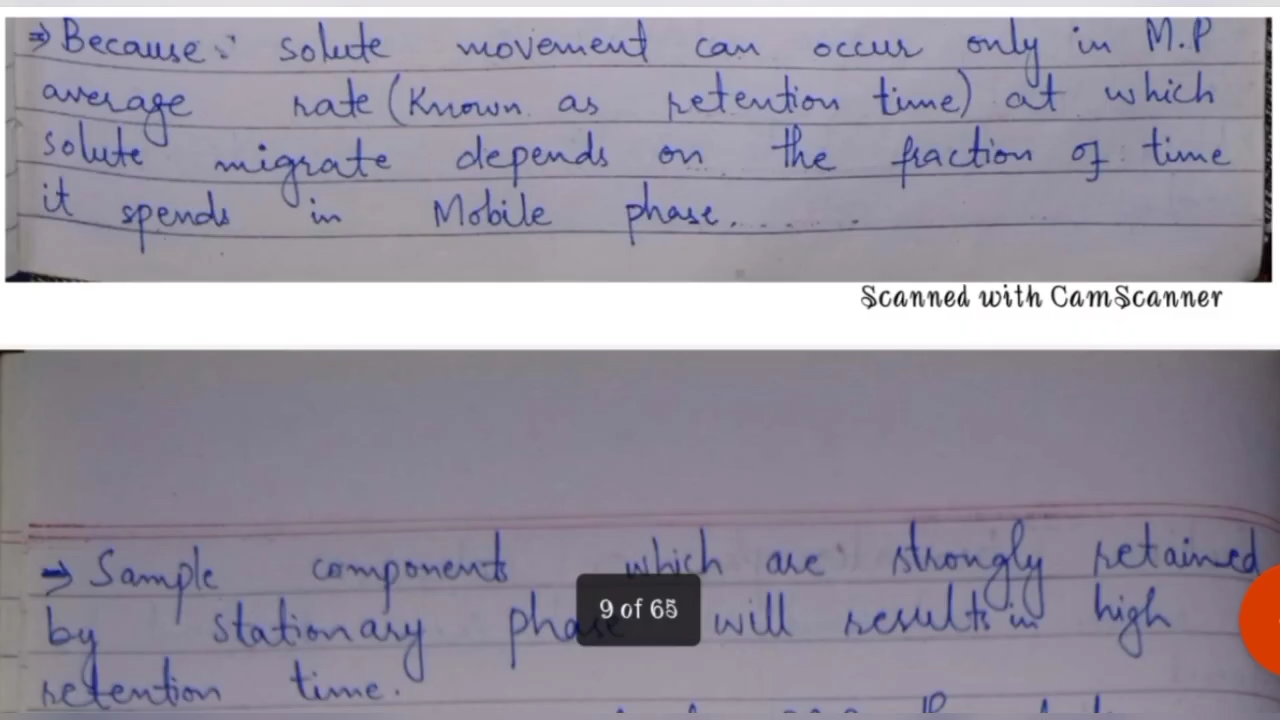 ⇒ Because: solute movement can occur only in M.P
average rate (Known as retention time) at which
solute migrate depends on the fraction of time
it spends in Mobile phase.......
Scanned with CamScanner
→ Sample components which are strongly retained
by stationary phase will results in high
9 of 65
retention time.